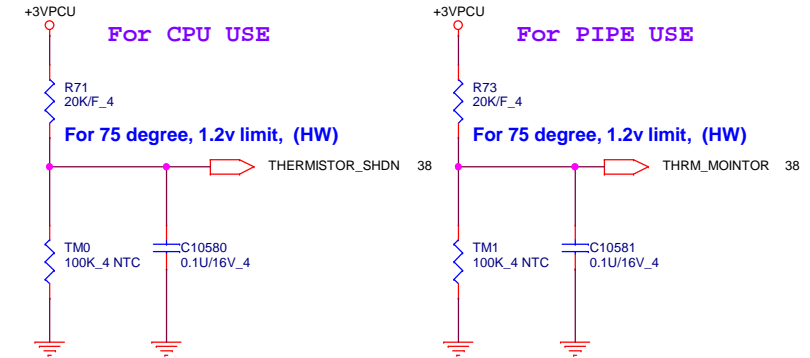 +3VPCU
For CPU USE
R71
20K/F_4
For 75 degree, 1.2v limit, (HW)
THERMISTOR_SHDN 38
TM0
100K_4 NTC
C10580
0.1U/16V_4
+3VPCU
For PIPE USE
R73
20K/F_4
For 75 degree, 1.2v limit, (HW)
THRM_MOINTOR 38
TM1
100K_4 NTC
C10581
0.1U/16V_4